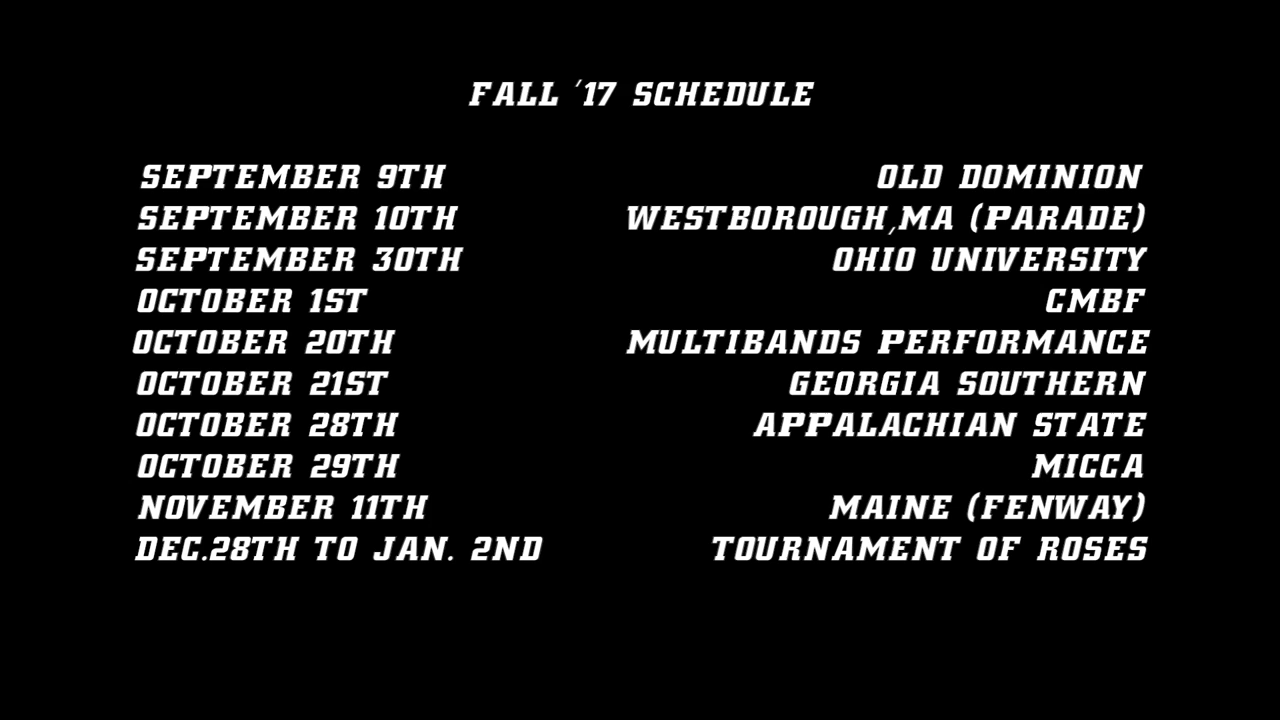 FALL '17 SCHEDULE
SEPTEMBER 9TH OLD DOMINION
SEPTEMBER 10TH WESTBOROUGH,MA (PARADE)
SEPTEMBER 30TH OHIO UNIVERSITY
OCTOBER 1ST CMBF
OCTOBER 20TH MULTIBANDS PERFORMANCE
OCTOBER 21ST GEORGIA SOUTHERN
OCTOBER 28TH APPALACHIAN STATE
OCTOBER 29TH MICCA
NOVEMBER 11TH MAINE (FENWAY)
DEC.28TH TO JAN. 2ND TOURNAMENT OF ROSES